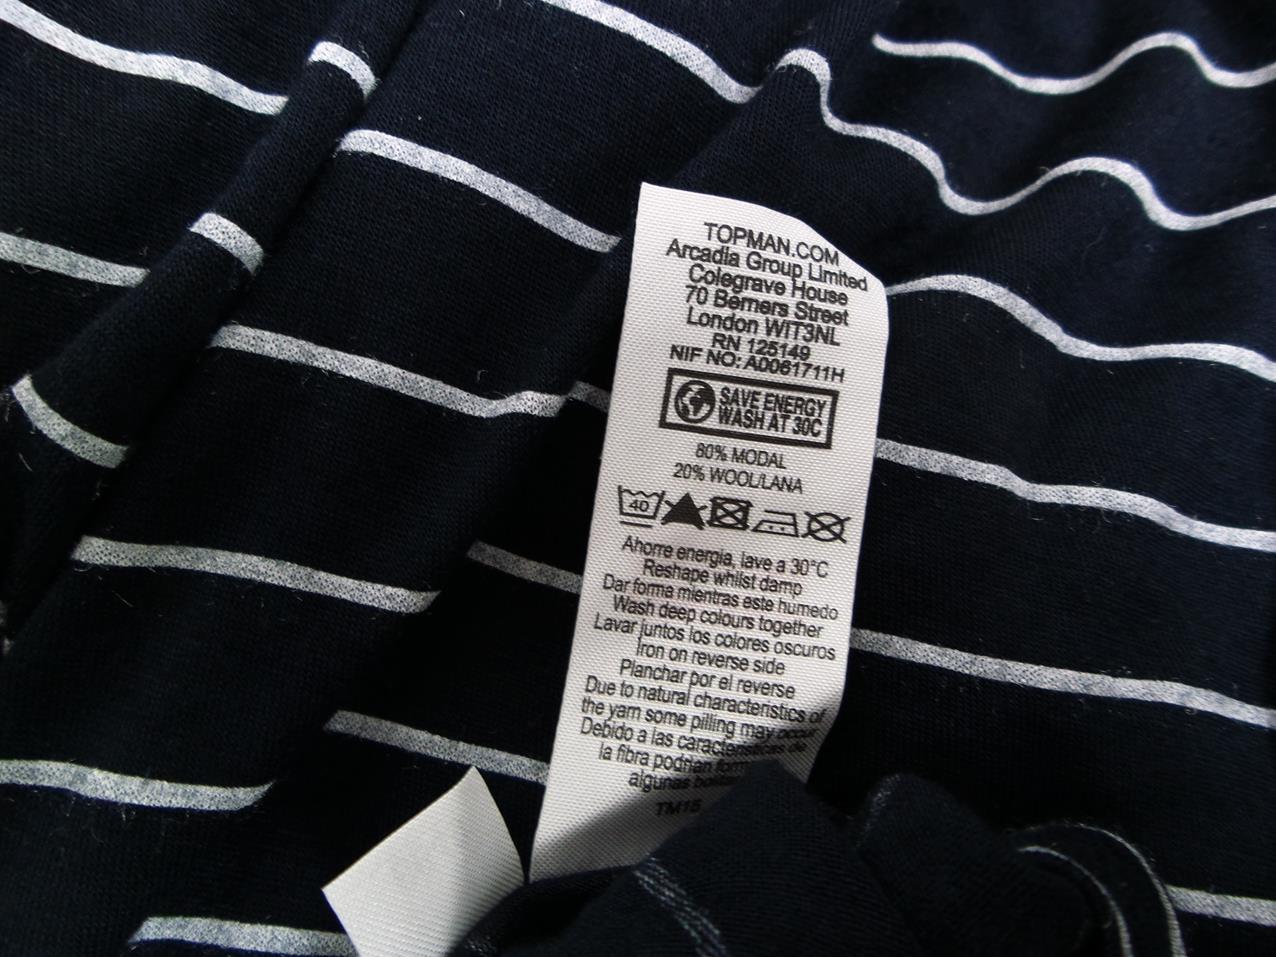 TOPMAN.COM
Arcadia Group Limited
Colegrave House
70 Berners Street
London WIT3NL
RN 125149
NIF NO: A0061711H
SAVE ENERGY
WASH AT 30C
80% MODAL
20% WOOL/LANA
40
Ahorre energia, lave a 30°C
Reshape whilst damp
Dar forma mientras este humedo
Wash deep colours together
Lavar juntos los colores oscuros
Iron on reverse side
Planchar por el reverse
Due to natural characteristics of
the yarn some pilling may occur
Debido a las caracteristicas de
la fibra podrian
algunas
TM15